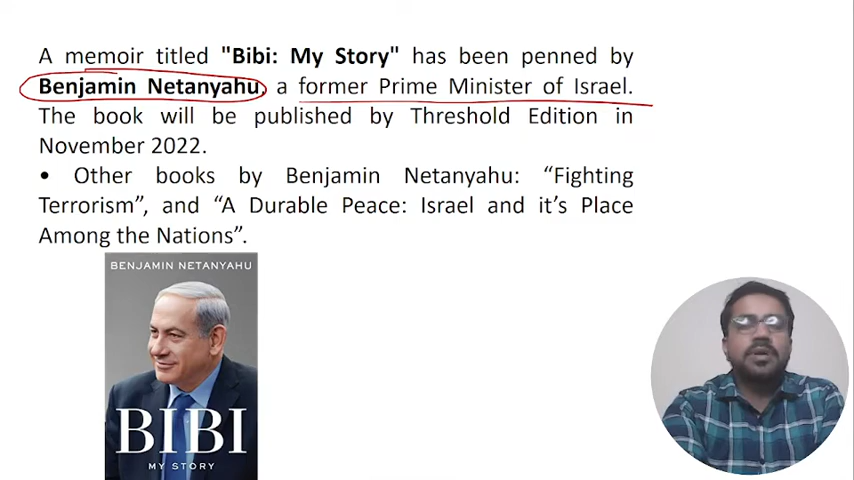 A memoir titled "Bibi: My Story" has been penned by
Benjamin Netanyahu, a former Prime Minister of Israel.
The book will be published by Threshold Edition in
November 2022.
• Other books by Benjamin Netanyahu: “Fighting
Terrorism”, and “A Durable Peace: Israel and it’s Place
Among the Nations”.
BENJAMIN NETANYAHU
BIBI
MY STORY